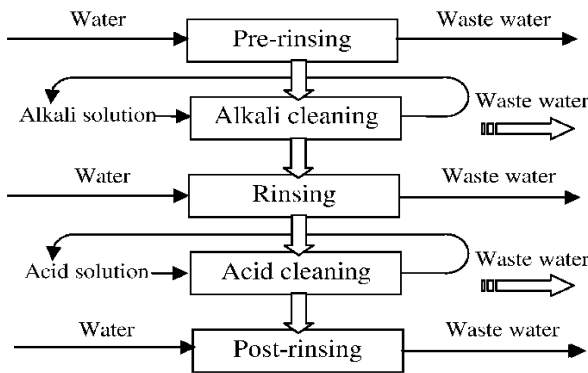 Water
Waste water
Pre-rinsing
Alkali solution
Alkali cleaning
Waste water
Water
Waste water
Rinsing
Acid solution
Acid cleaning
Waste water
Water
Waste water
Post-rinsing